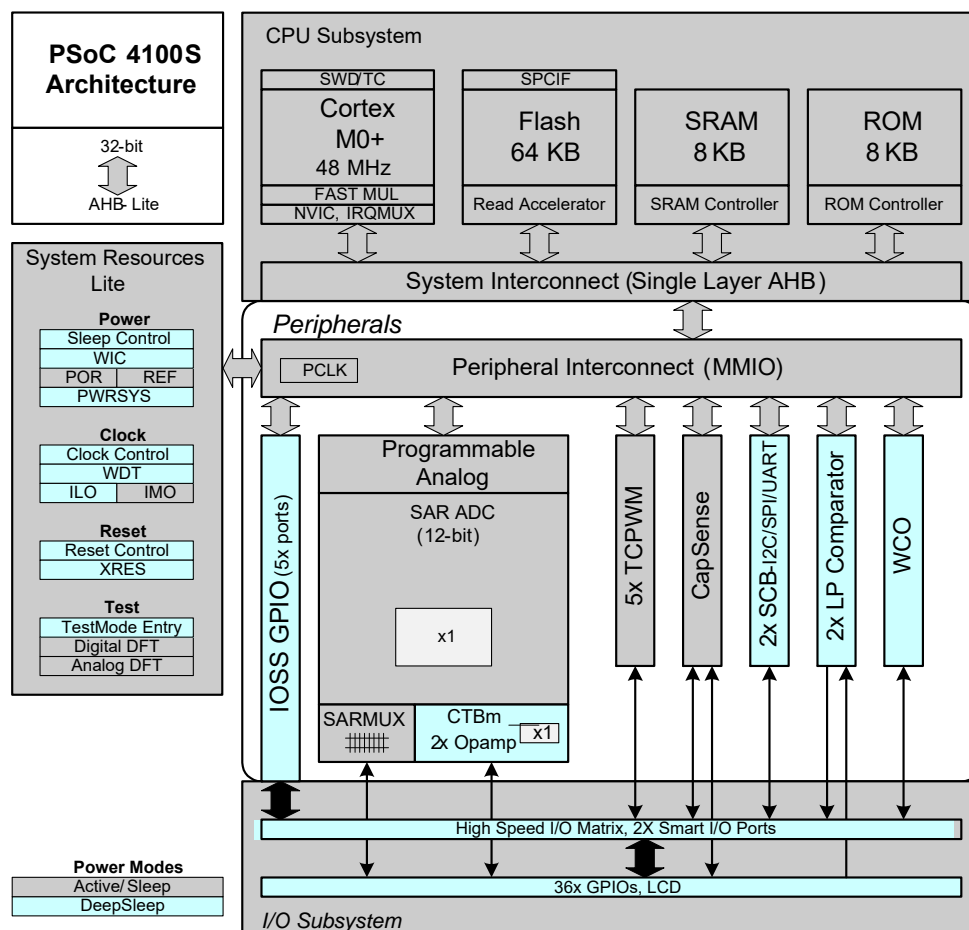 PSoC 4100S
Architecture
32-bit
AHB- Lite
CPU Subsystem
SWD/TC
Cortex
M0+
48 MHz
FAST MUL
NVIC, IRQMUX
SPCIF
Flash
64 KB
Read Accelerator
SRAM
8 KB
SRAM Controller
ROM
8 KB
ROM Controller
System Interconnect (Single Layer AHB)
System Resources
Lite
Power
Sleep Control
WIC
POR REF
PWRSYS
Clock
Clock Control
WDT
ILO IMO
Reset
Reset Control
XRES
Test
TestMode Entry
Digital DFT
Analog DFT
Peripherals
PCLK
Peripheral Interconnect (MMIO)
IOSS GPIO (5x ports)
Programmable
Analog
SAR ADC
(12-bit)
x1
SARMUX
CTBm
2x Opamp
x1
5x TCPWM
CapSense
2x SCB-I2C/SPI/UART
2x LP Comparator
WCO
High Speed I/O Matrix, 2X Smart I/O Ports
36x GPIOs, LCD
I/O Subsystem
Power Modes
Active/Sleep
DeepSleep